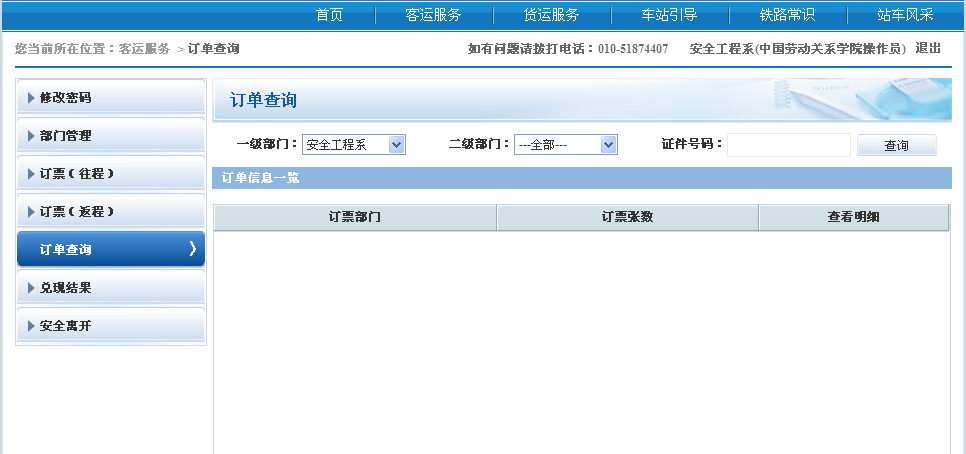 首页 客运服务 货运服务 车站引导 铁路常识 站车风采
您当前所在位置：客运服务 >订单查询 如有问题请拨打电话：010-51874407 安全工程系(中国劳动关系学院操作员) 退出
修改密码
部门管理
订票（往程）
订票（返程）
订单查询 》
兑现结果
安全离开
订单查询
一级部门： 安全工程系 二级部门： ---全部--- 证件号码： 查询
订单信息一览
订票部门 订票张数 查看明细